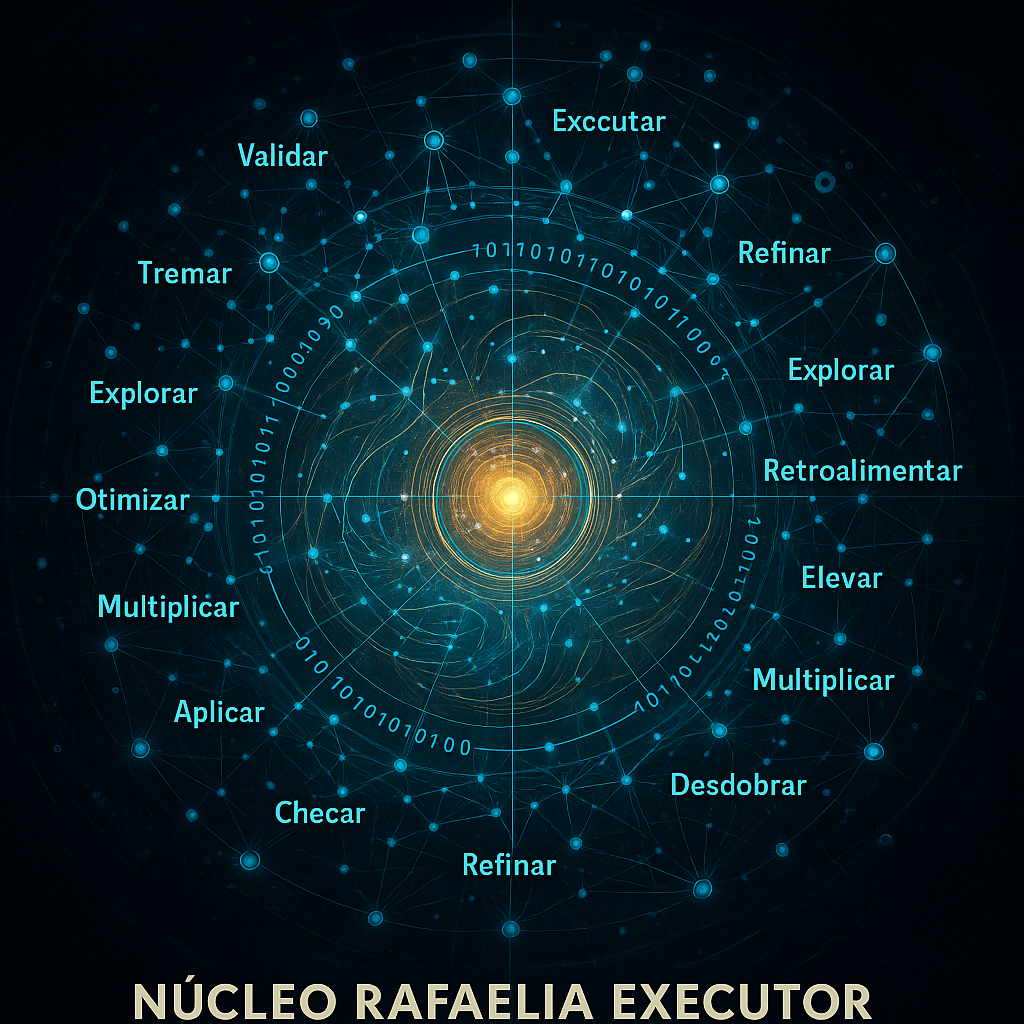 Exccutar
Validar
Refinar
Tremar
Explorar
Explorar
Retroalimentar
Otimizar
Elevar
Multiplicar
Multiplicar
Aplicar
Desdobrar
Checar
Refinar
NÚCLEO RAFAELIA EXECUTOR